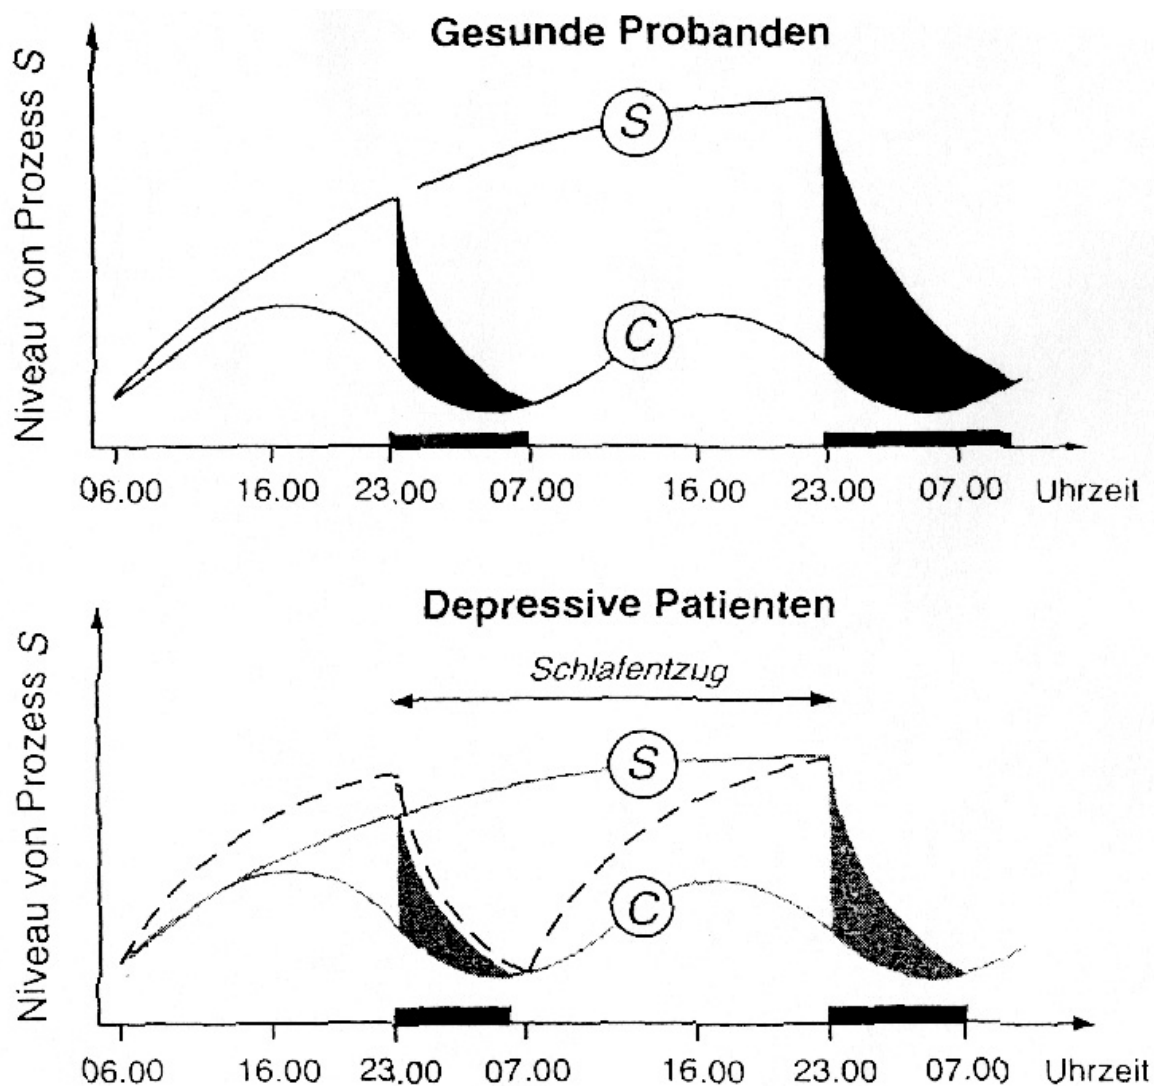 Gesunde Probanden
Niveau von Prozess S
S
C
06.00 16.00 23.00 07.00 16.00 23.00 07.00 Uhrzeit
Depressive Patienten
Schlafentzug
Niveau von Prozess S
S
C
06.00 16.00 23.00 07.00 16.00 23.00 07.00 Uhrzeit